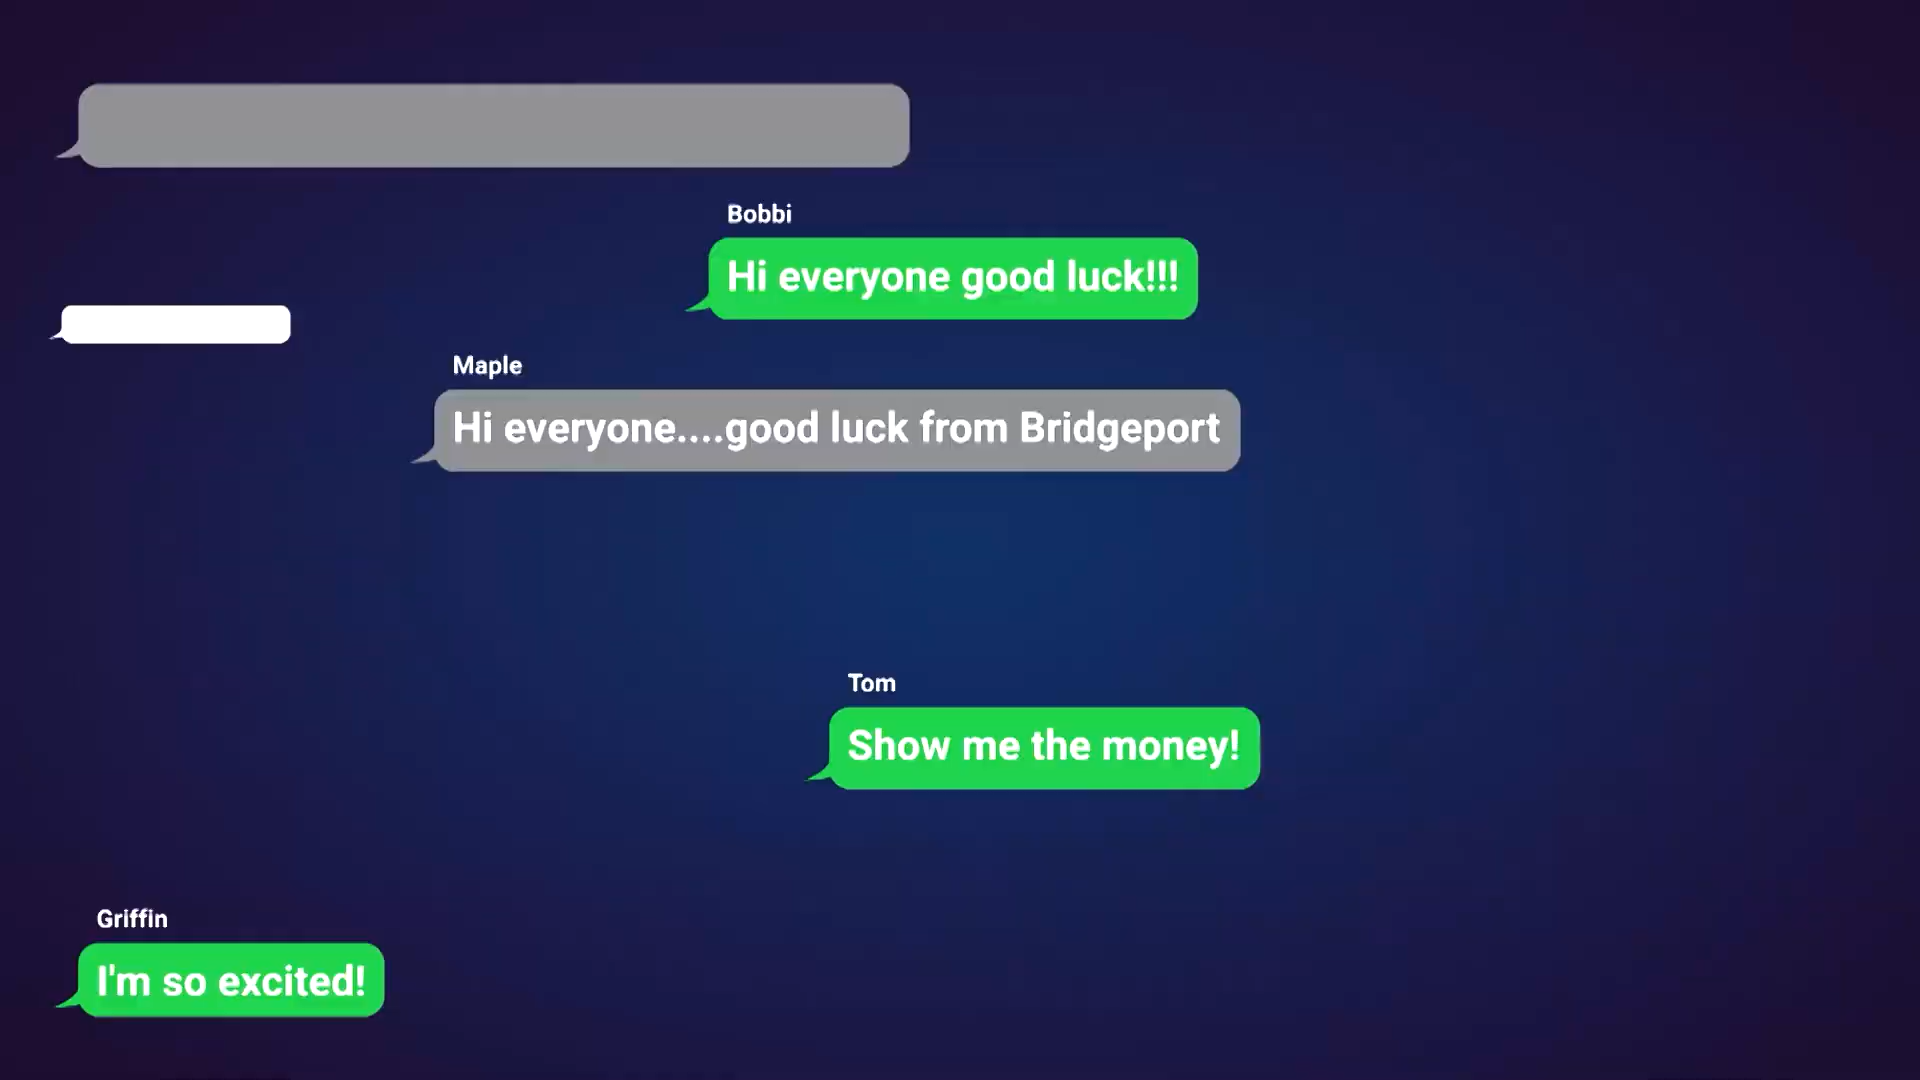 Bobbi
Hi everyone good luck!!!
Maple
Hi everyone....good luck from Bridgeport
Tom
Show me the money!
Griffin
I'm so excited!